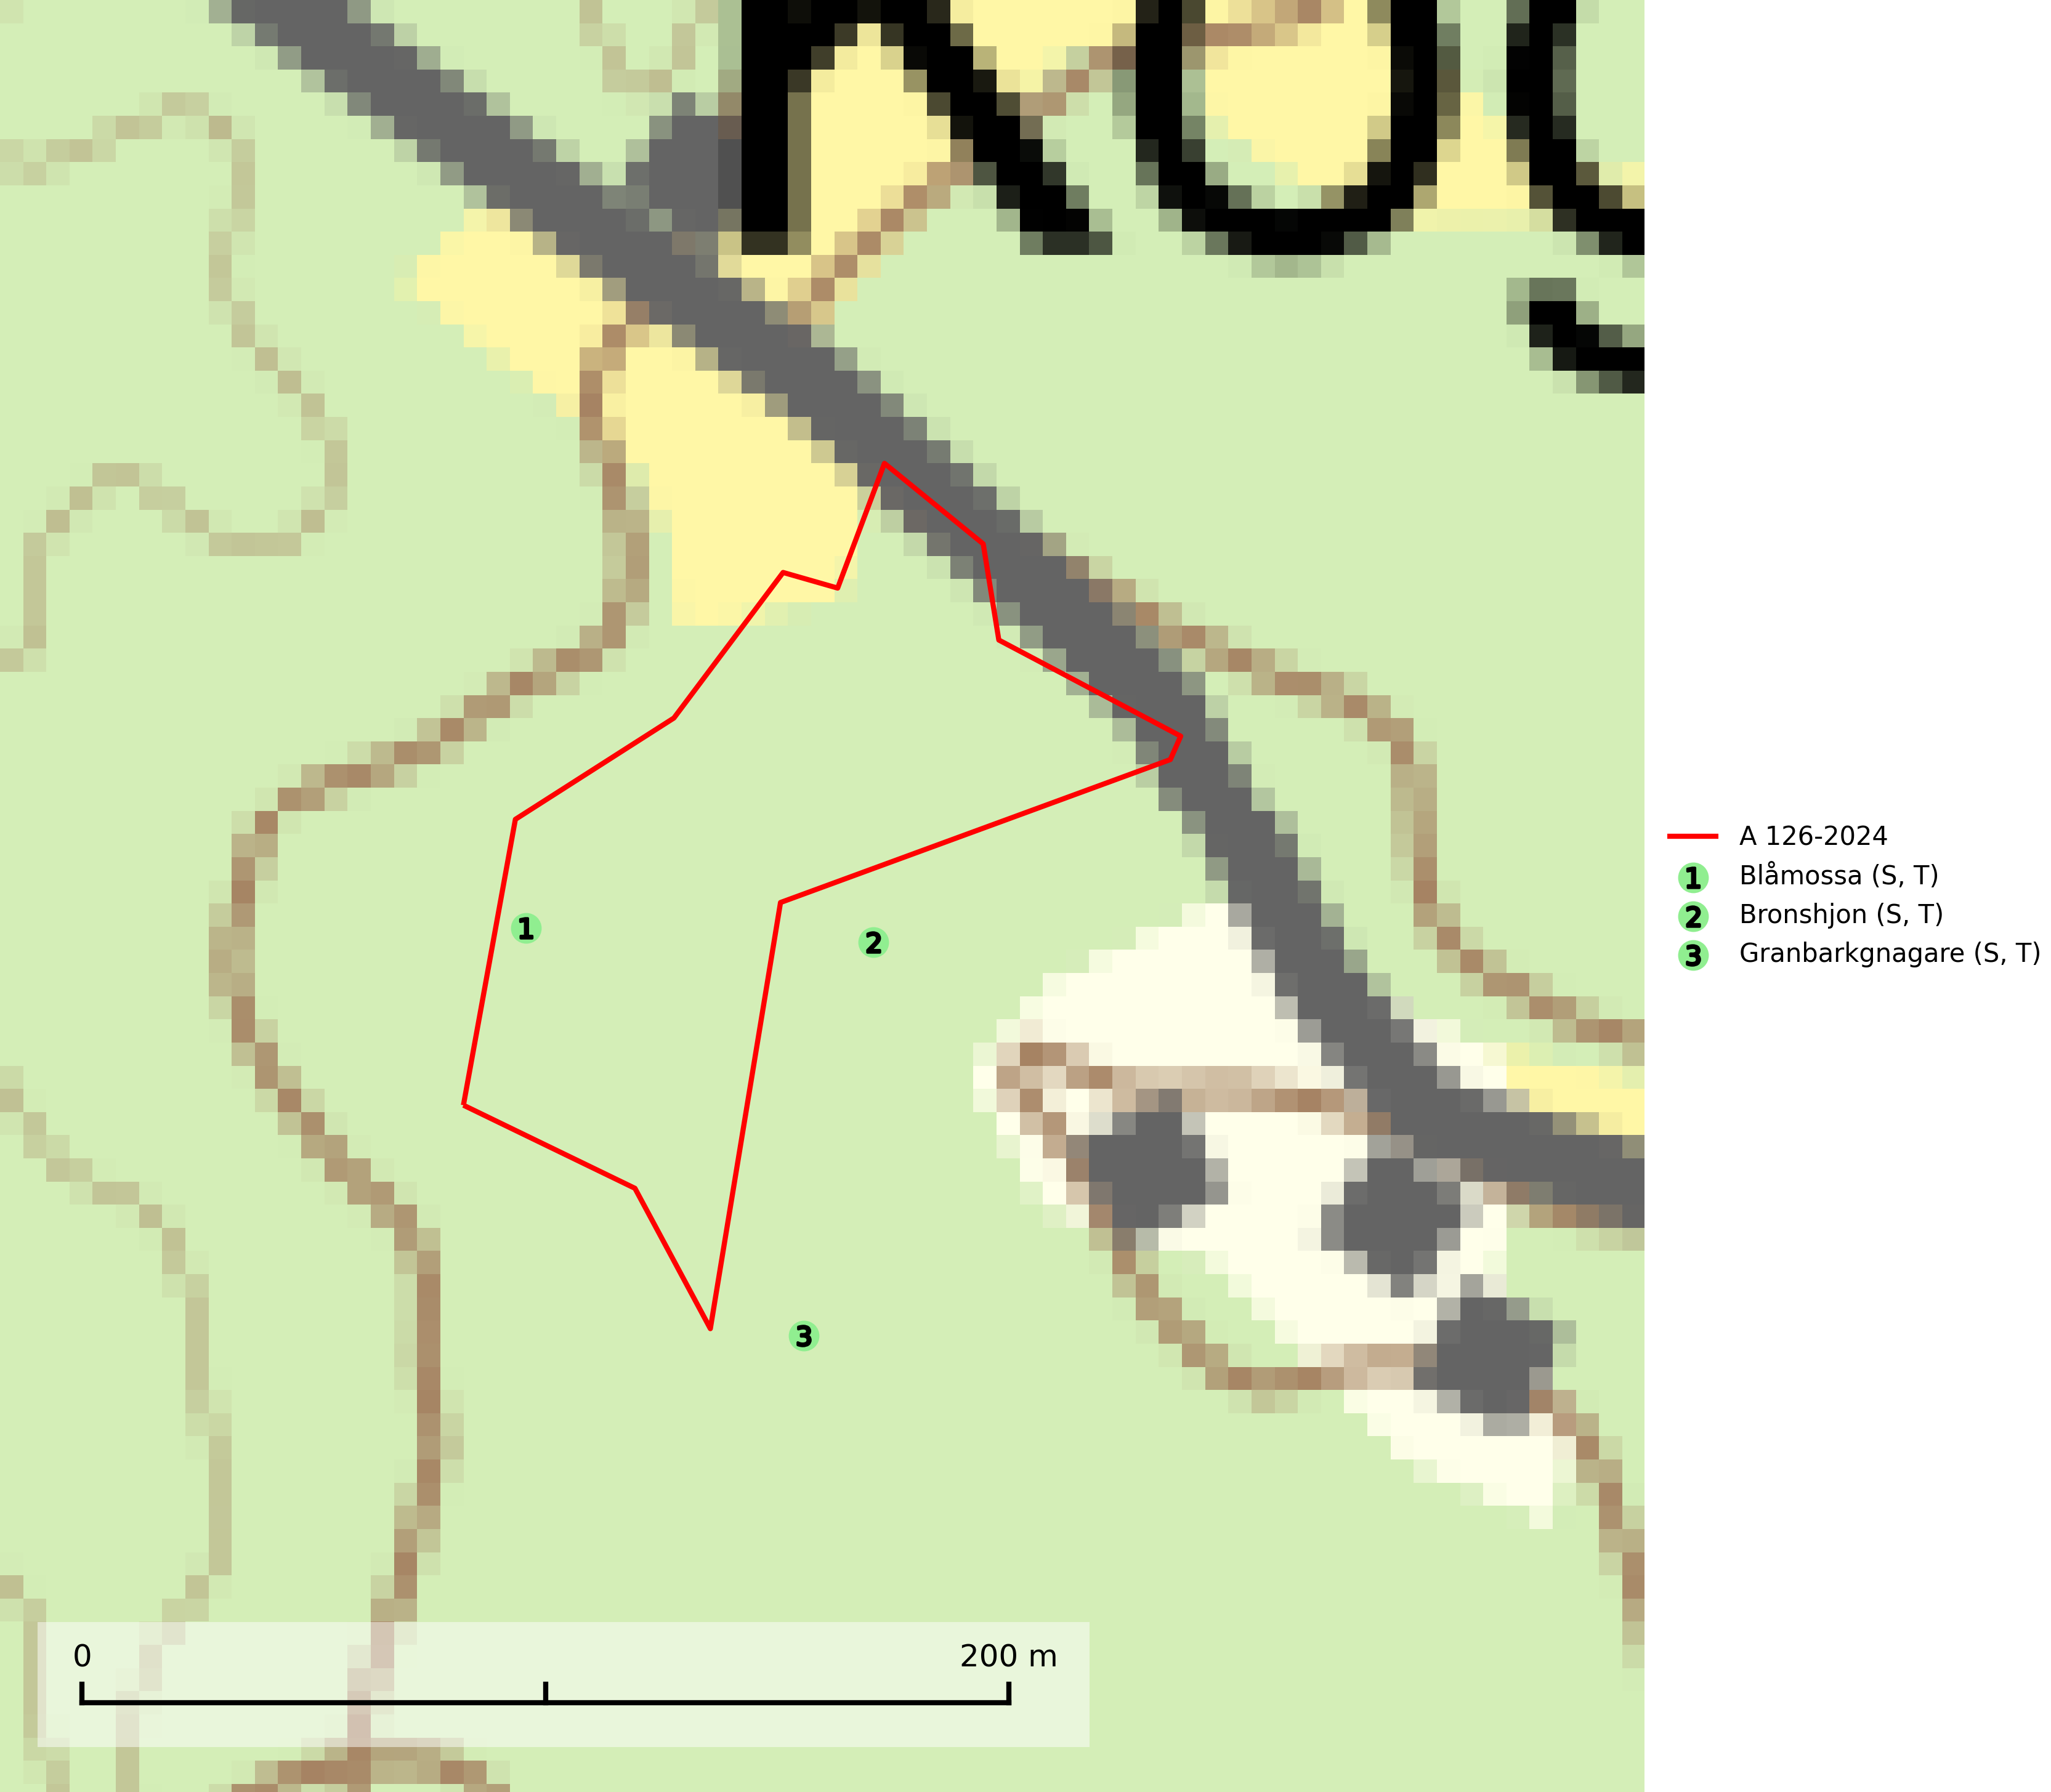 A 126-2024
1 Blåmossa (S, T)
2 Bronshjon (S, T)
3 Granbarkgnagare (S, T)
1
2
3
0 200 m